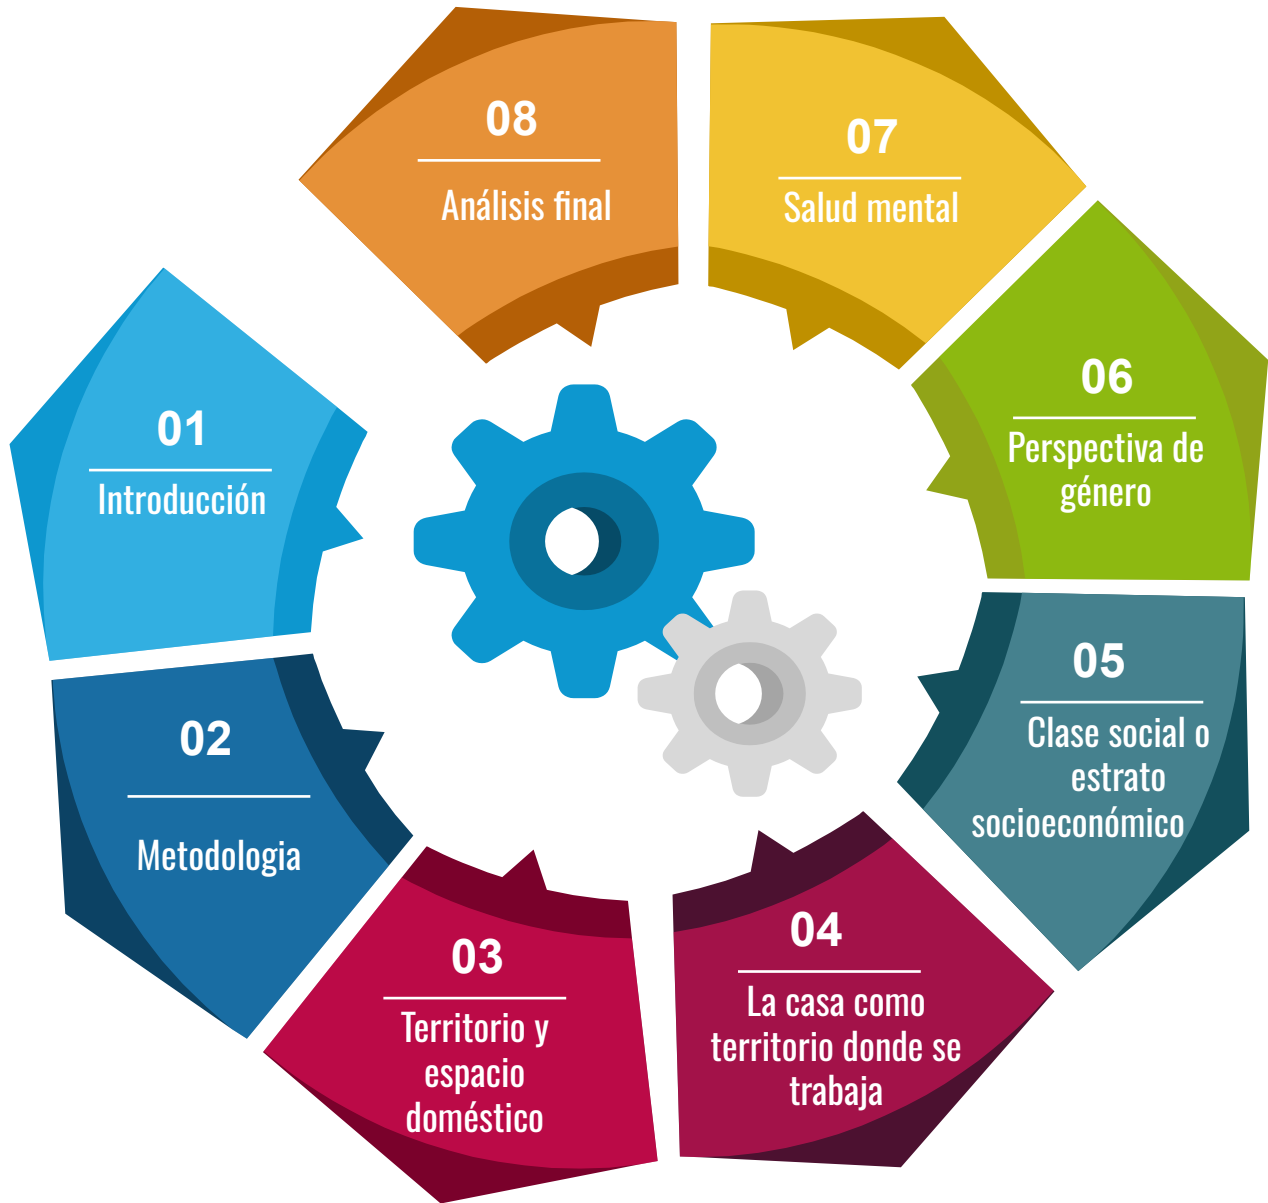 01
Introducción
02
Metodologia
03
Territorio y
espacio
doméstico
04
La casa como
territorio donde se
trabaja
05
Clase social o
estrato
socioeconómico
06
Perspectiva de
género
07
Salud mental
08
Análisis final